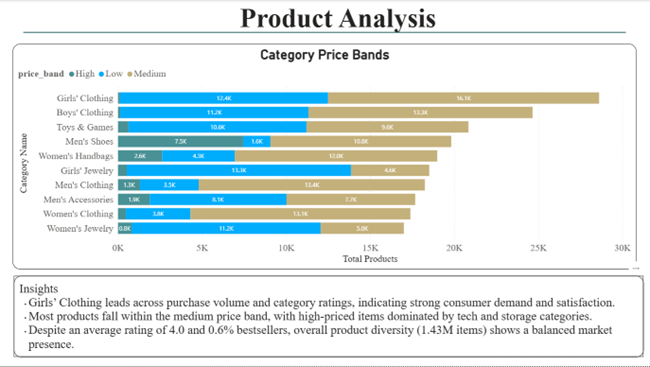 Product Analysis
Category Price Bands
price_band High Low Medium
Category Name
Girls' Clothing 12.4K 16.1K
Boys' Clothing 11.2K 13.3K
Toys & Games 10.6K 9.6K
Men's Shoes 7.5K 1.6K 10.8K
Women's Handbags 2.6K 4.3K 12.0K
Girls' Jewelry 13.3K 4.6K
Men's Clothing 1.3K 3.5K 13.4K
Men's Accessories 1.9K 8.1K 7.7K
Women's Clothing 3.8K 13.1K
Women's Jewelry 0.8K 11.2K 5.0K
0K 5K 10K 15K 20K 25K 30K
Total Products
Insights
· Girls' Clothing leads across purchase volume and category ratings, indicating strong consumer demand and satisfaction.
· Most products fall within the medium price band, with high-priced items dominated by tech and storage categories.
· Despite an average rating of 4.0 and 0.6% bestsellers, overall product diversity (1.43M items) shows a balanced market
presence.